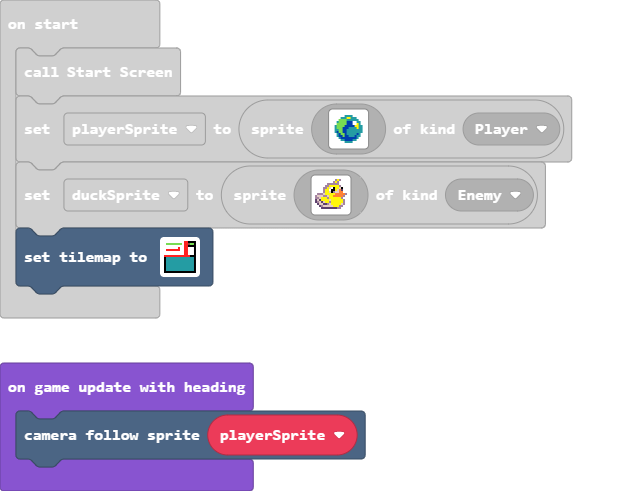 on start
call Start Screen
set playerSprite to sprite of kind Player
set duckSprite to sprite of kind Enemy
set tilemap to
on game update with heading
camera follow sprite playerSprite